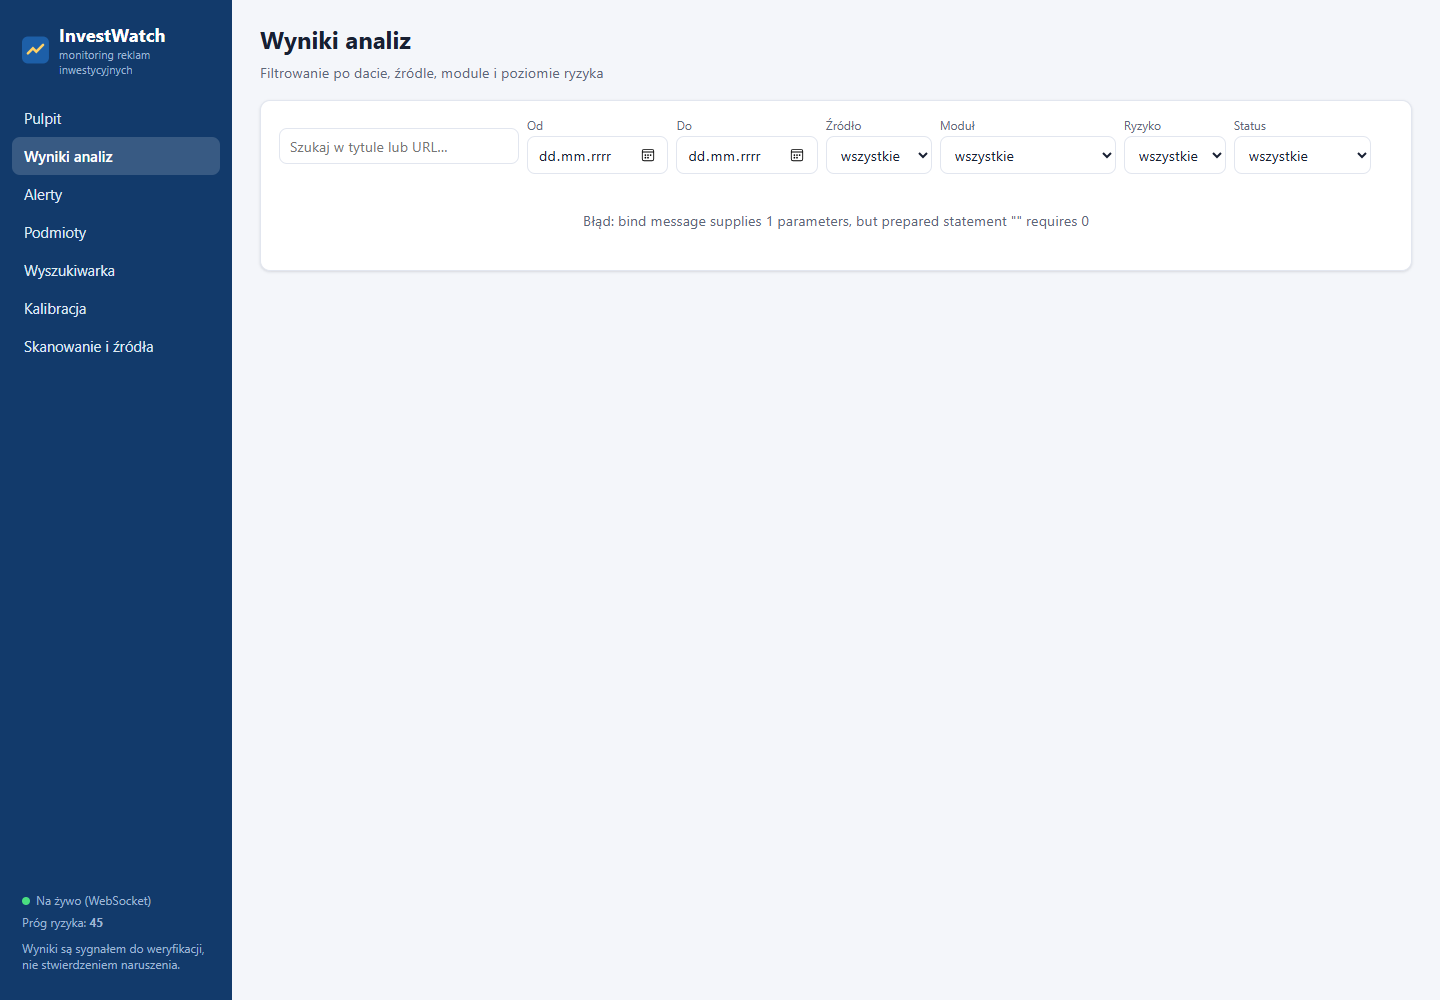 InvestWatch
monitoring reklam
inwestycyjnych
Pulpit
Wyniki analiz
Alerty
Podmioty
Wyszukiwarka
Kalibracja
Skanowanie i źródła
Na żywo (WebSocket)
Próg ryzyka: 45
Wyniki są sygnałem do weryfikacji,
nie stwierdzeniem naruszenia.
Wyniki analiz
Filtrowanie po dacie, źródle, module i poziomie ryzyka
Szukaj w tytule lub URL...
Od
dd.mm.rrrr
Do
dd.mm.rrrr
Źródło
wszystkie
Moduł
wszystkie
Ryzyko
wszystkie
Status
wszystkie
Błąd: bind message supplies 1 parameters, but prepared statement "" requires 0